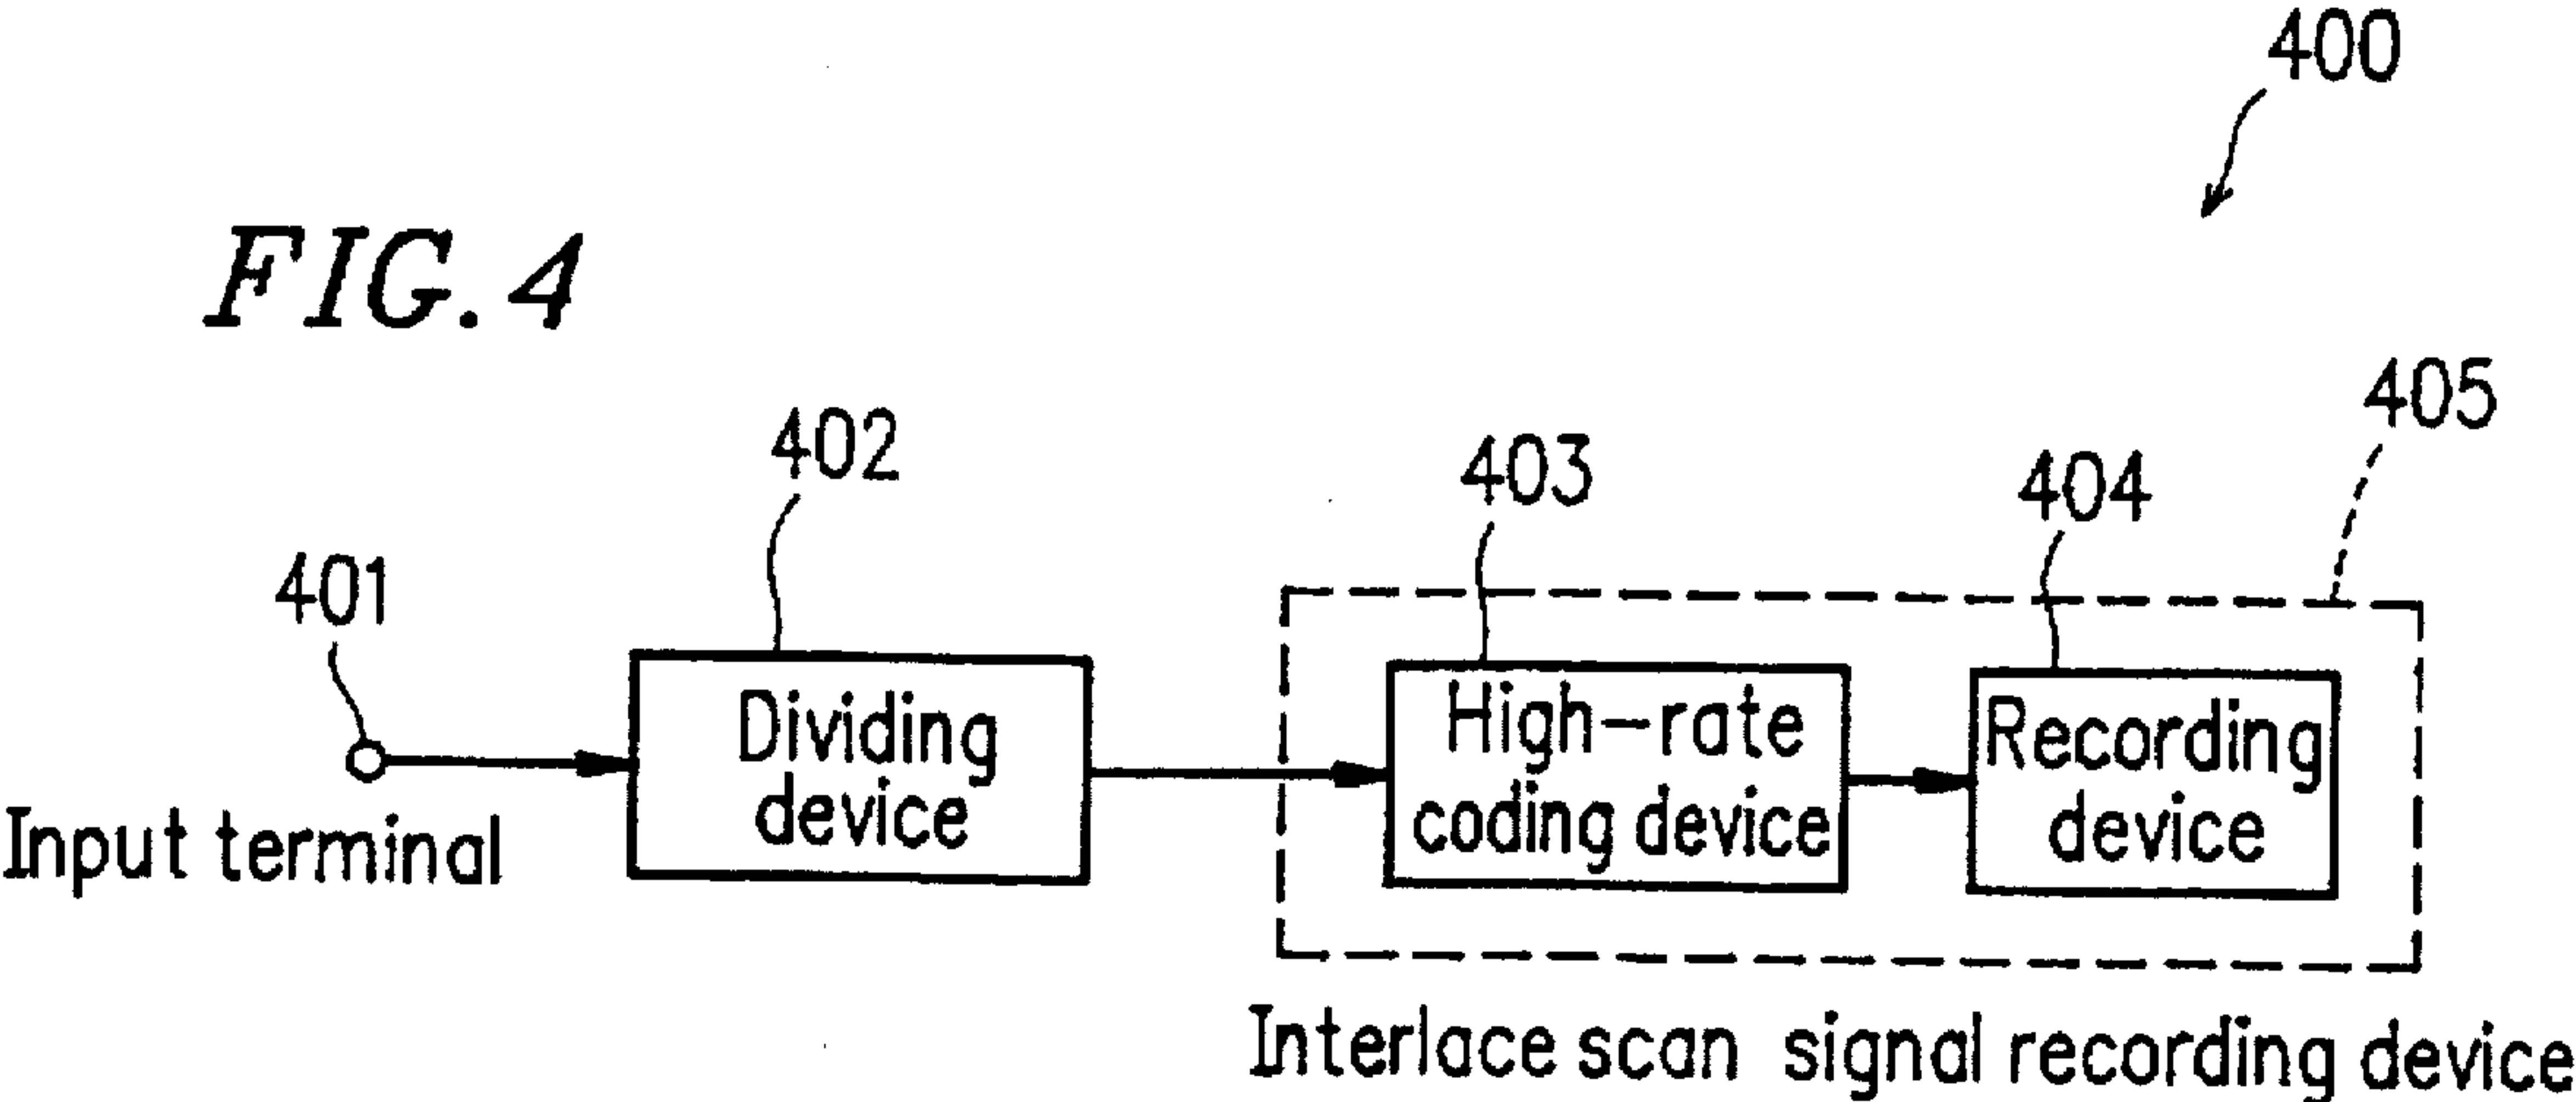 400
FIG. 4
405
402
403
404
401
Dividing
device
High-rate
coding device
Recording
device
Input terminal
Interlace scan signal recording device